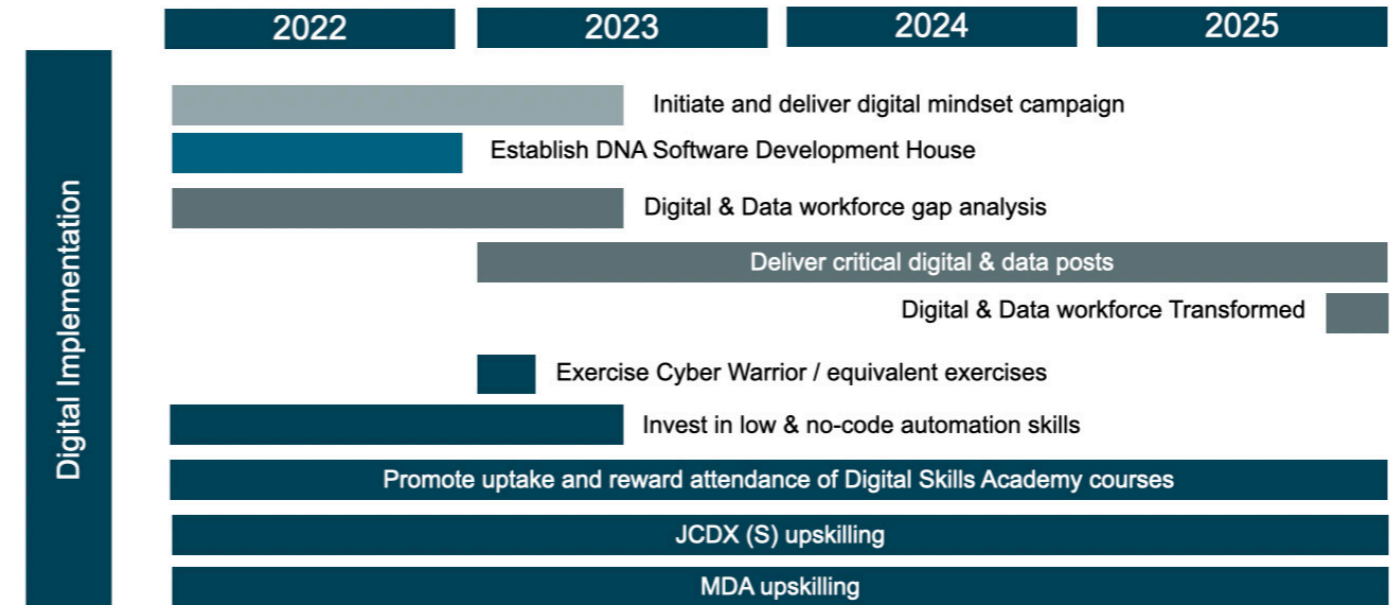 2022
2023
2024
2025
Digital Implementation
Initiate and deliver digital mindset campaign
Establish DNA Software Development House
Digital & Data workforce gap analysis
Deliver critical digital & data posts
Digital & Data workforce Transformed
Exercise Cyber Warrior / equivalent exercises
Invest in low & no-code automation skills
Promote uptake and reward attendance of Digital Skills Academy courses
JCDX (S) upskilling
MDA upskilling